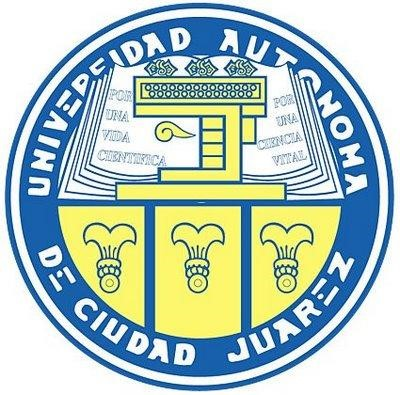 UNIVERSIDAD AUTONOMA
DE CIUDAD JUAREZ
POR
UNA
VIDA
CIENTIFICA
POR
UNA
CIENCIA
VITAL